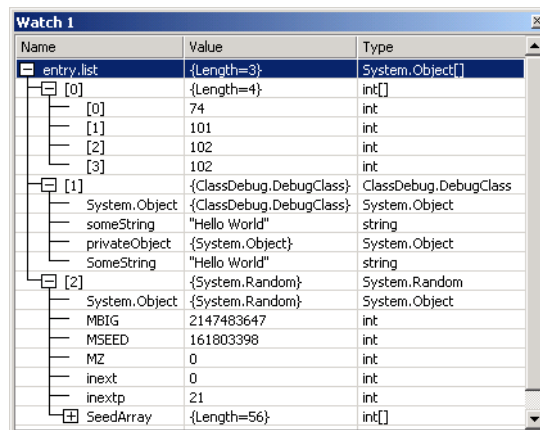 Watch 1
Name Value Type
entry.list {Length=3} System.Object[]
[0] {Length=4} int[]
[0] 74 int
[1] 101 int
[2] 102 int
[3] 102 int
[1] {ClassDebug.DebugClass} ClassDebug.DebugClass
System.Object {ClassDebug.DebugClass} System.Object
someString "Hello World" string
privateObject {System.Object} System.Object
SomeString "Hello World" string
[2] {System.Random} System.Random
System.Object {System.Random} System.Object
MBIG 2147483647 int
MSEED 161803398 int
MZ 0 int
inext 0 int
inextp 21 int
SeedArray {Length=56} int[]